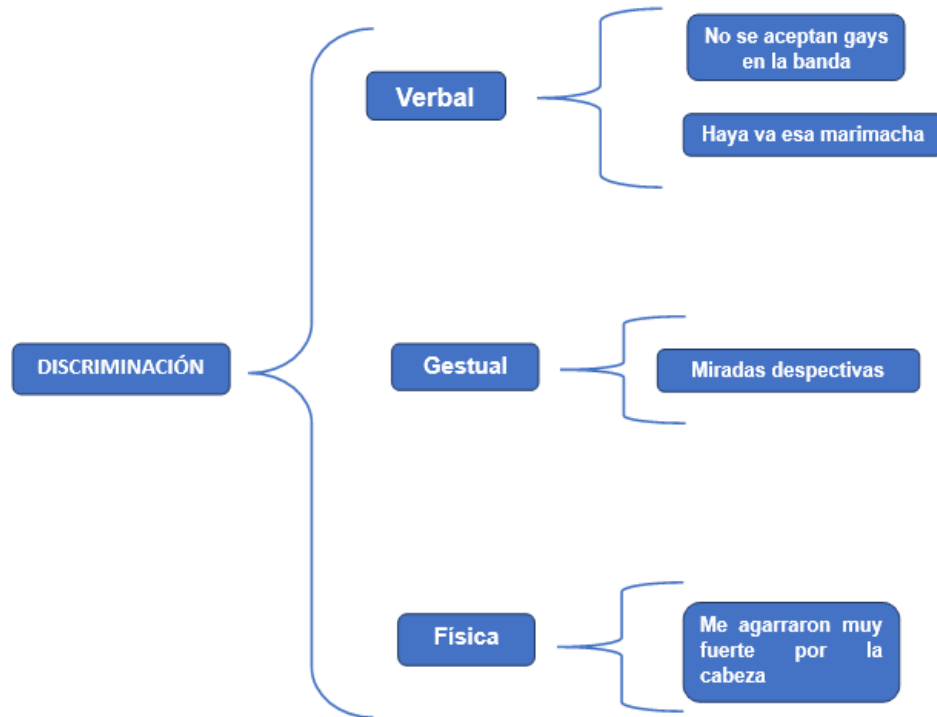 No se aceptan gays
en la banda
Verbal
Haya va esa marimacha
DISCRIMINACIÓN
Gestual
Miradas despectivas
Física
Me agarraron muy
fuerte por la
cabeza